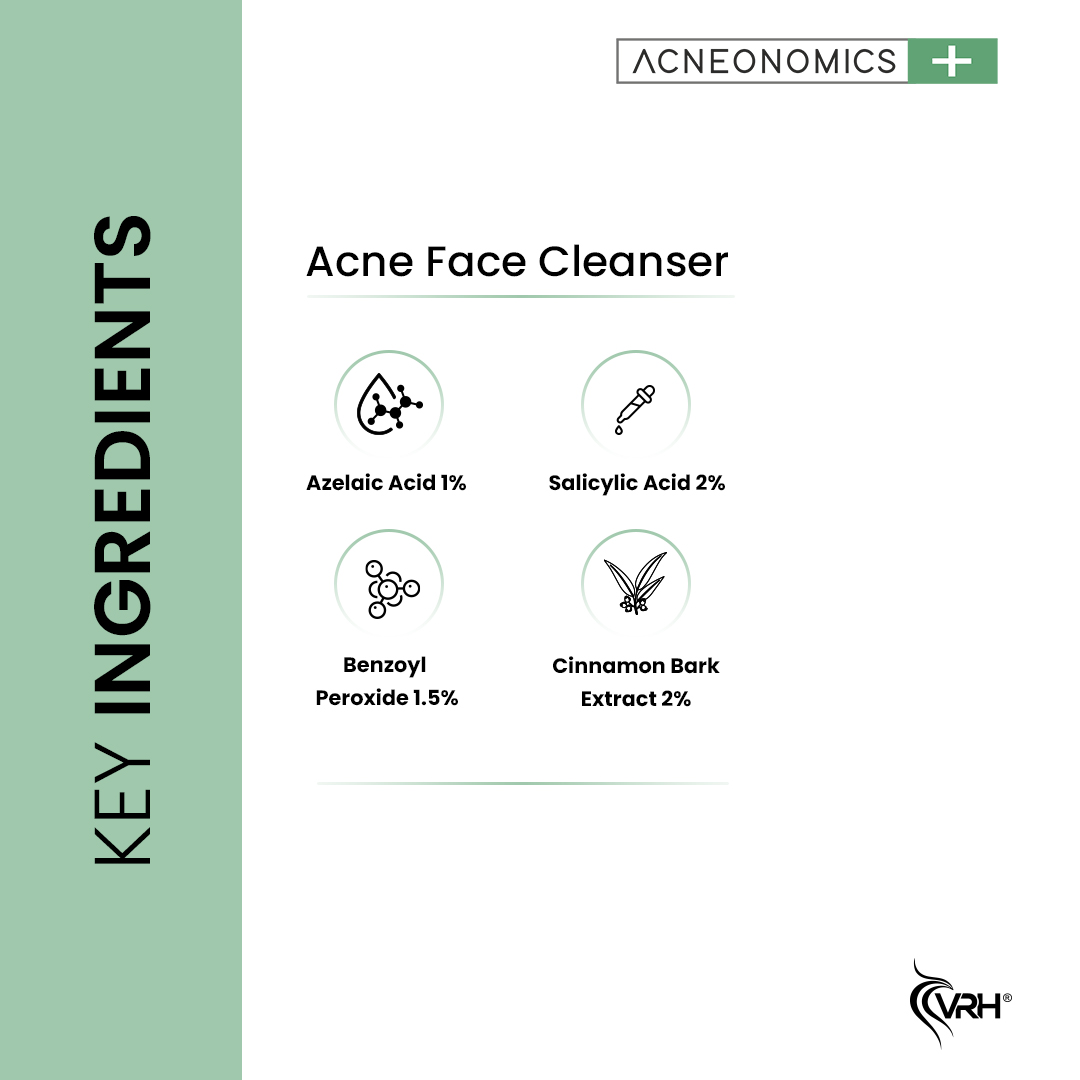 KEY INGREDIENTS
ACNEONOMICS +
Acne Face Cleanser
Azelaic Acid 1%
Salicylic Acid 2%
Benzoyl
Peroxide 1.5%
Cinnamon Bark
Extract 2%
VRH®